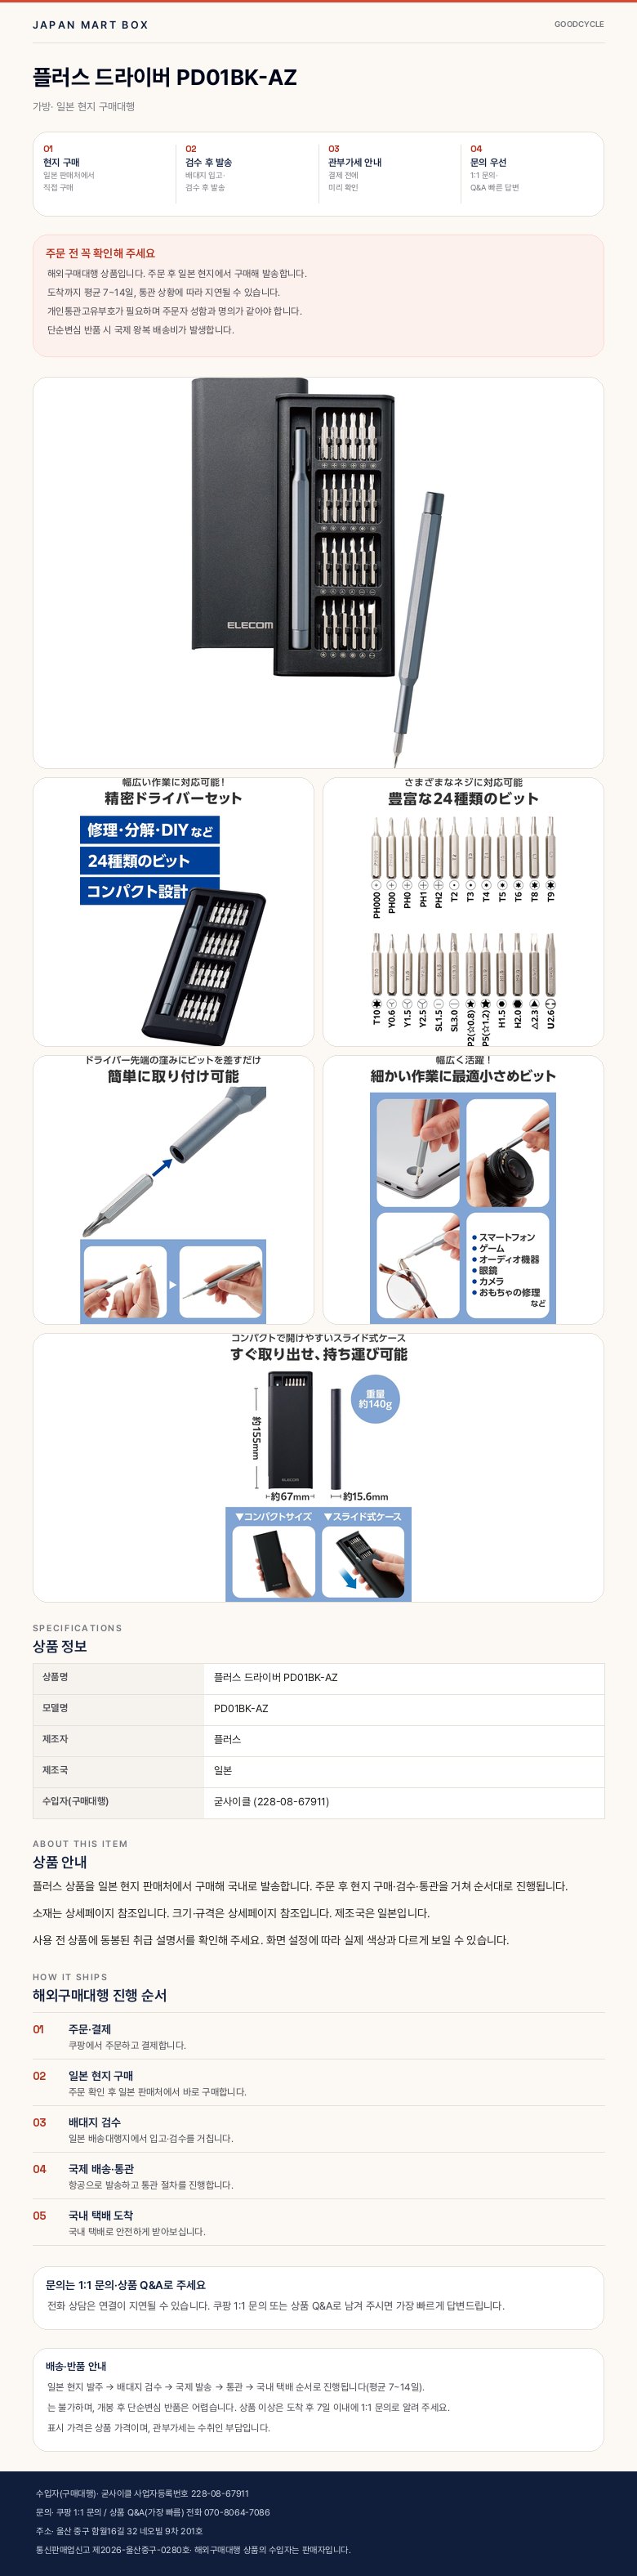 JAPAN MART BOX
GOODCYCLE
플러스 드라이버 PD01BK-AZ
가방· 일본 현지 구매대행
01
현지 구매
일본 판매처에서
직접 구매
02
검수 후 발송
배대지 입고·
검수 후 발송
03
관부가세 안내
결제 전에
미리 확인
04
문의 우선
1:1 문의·
Q&A 빠른 답변
주문 전 꼭 확인해 주세요
해외구매대행 상품입니다. 주문 후 일본 현지에서 구매해 발송합니다.
도착까지 평균 7~14일, 통관 상황에 따라 지연될 수 있습니다.
개인통관고유부호가 필요하며 주문자 성함과 명의가 같아야 합니다.
단순변심 반품 시 국제 왕복 배송비가 발생합니다.
ELECOM
幅広い作業に対応可能!
精密ドライバーセット
修理・分解・DIYなど
24種類のビット
コンパクト設計
さまざまなネジに対応可能
豊富な24種類のビット
PH000 PH00 PH0 PH1 PH2 T2 T3 T4 T5 T6 T8 T9
T10 Y0.6 Y1.5 Y2.5 SL1.5 SL3.0 P2(☆0.8) P5(☆1.2) H1.5 H2.0 △2.3 U2.6
ドライバー先端の窪みにビットを差すだけ
簡単に取り付け可能
幅広く活躍!
細かい作業に最適小さめビット
●スマートフォン
●ゲーム
●オーディオ機器
●眼鏡
●カメラ
●おもちゃの修理
など
コンパクトで開けやすいスライド式ケース
すぐ取り出せ、持ち運び可能
重量
約140g
約155mm
ELECOM
約67mm
約15.6mm
▼コンパクトサイズ ▼スライド式ケース
SPECIFICATIONS
상품 정보
상품명 플러스 드라이버 PD01BK-AZ
모델명 PD01BK-AZ
제조자 플러스
제조국 일본
수입자(구매대행) 굳사이클 (228-08-67911)
ABOUT THIS ITEM
상품 안내
플러스 상품을 일본 현지 판매처에서 구매해 국내로 발송합니다. 주문 후 현지 구매·검수·통관을 거쳐 순서대로 진행됩니다.
소재는 상세페이지 참조입니다. 크기·규격은 상세페이지 참조입니다. 제조국은 일본입니다.
사용 전 상품에 동봉된 취급 설명서를 확인해 주세요. 화면 설정에 따라 실제 색상과 다르게 보일 수 있습니다.
HOW IT SHIPS
해외구매대행 진행 순서
01 주문·결제
쿠팡에서 주문하고 결제합니다.
02 일본 현지 구매
주문 확인 후 일본 판매처에서 바로 구매합니다.
03 배대지 검수
일본 배송대행지에서 입고·검수를 거칩니다.
04 국제 배송·통관
항공으로 발송하고 통관 절차를 진행합니다.
05 국내 택배 도착
국내 택배로 안전하게 받아보십니다.
문의는 1:1 문의·상품 Q&A로 주세요
전화 상담은 연결이 지연될 수 있습니다. 쿠팡 1:1 문의 또는 상품 Q&A로 남겨 주시면 가장 빠르게 답변드립니다.
배송·반품 안내
일본 현지 발주 → 배대지 검수 → 국제 발송 → 통관 → 국내 택배 순서로 진행됩니다(평균 7~14일).
는 불가하며, 개봉 후 단순변심 반품은 어렵습니다. 상품 이상은 도착 후 7일 이내에 1:1 문의로 알려 주세요.
표시 가격은 상품 가격이며, 관부가세는 수취인 부담입니다.
수입자(구매대행)· 굳사이클 사업자등록번호 228-08-67911
문의· 쿠팡 1:1 문의 / 상품 Q&A(가장 빠름) 전화 070-8064-7086
주소· 울산 중구 함월16길 32 네오빌 9차 201호
통신판매업신고 제2026-울산중구-0280호· 해외구매대행 상품의 수입자는 판매자입니다.